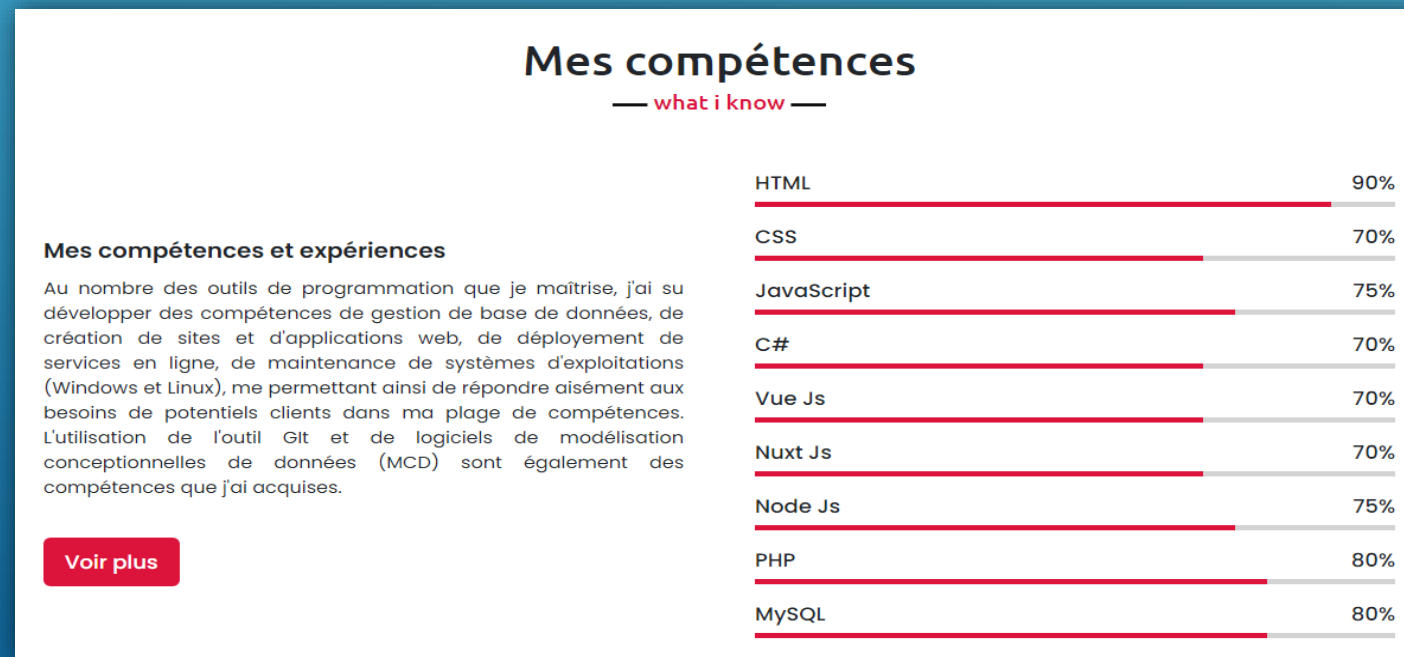 Mes compétences
what i know
Mes compétences et expériences
Au nombre des outils de programmation que je maîtrise, j'ai su
développer des compétences de gestion de base de données, de
création de sites et d'applications web, de déployement de
services en ligne, de maintenance de systèmes d'exploitations
(Windows et Linux), me permettant ainsi de répondre aisément aux
besoins de potentiels clients dans ma plage de compétences.
L'utilisation de l'outil GIt et de logiciels de modélisation
conceptionnelles de données (MCD) sont également des
compétences que j'ai acquises.
Voir plus
HTML 90%
CSS 70%
JavaScript 75%
C# 70%
Vue Js 70%
Nuxt Js 70%
Node Js 75%
PHP 80%
MySQL 80%